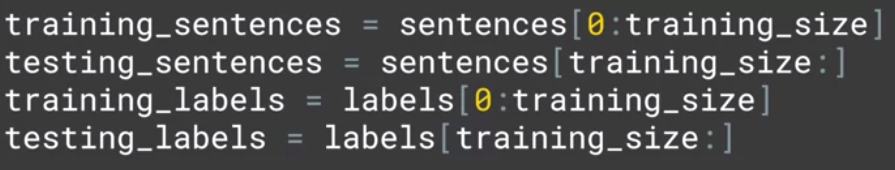 training_sentences = sentences[0:training_size]
testing_sentences = sentences[training_size:]
training_labels = labels[0:training_size]
testing_labels = labels[training_size:]